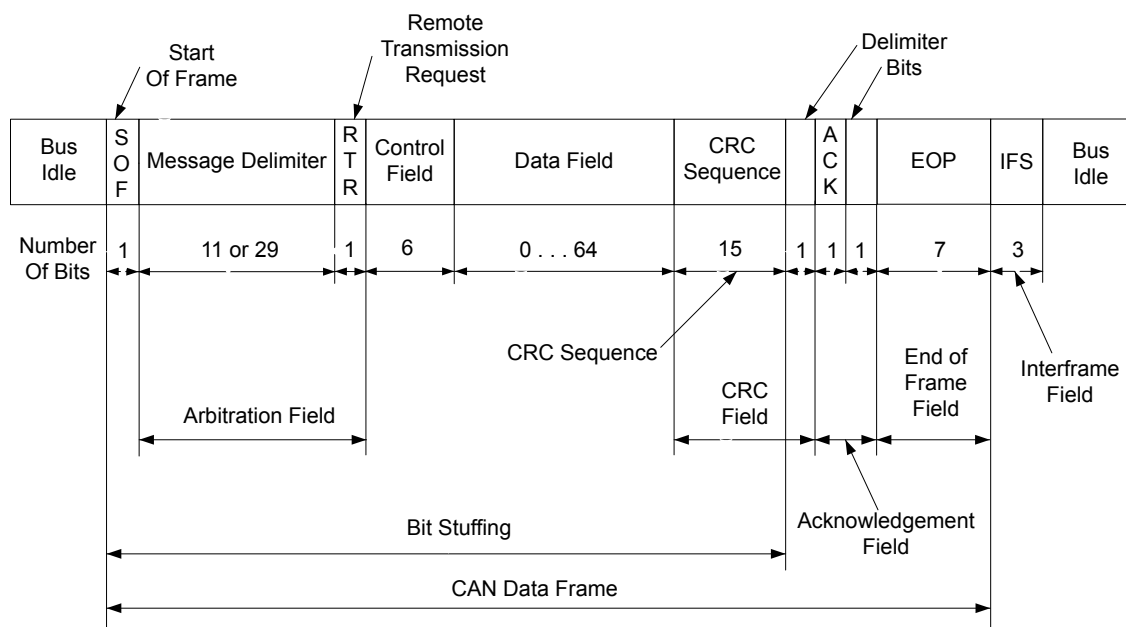 Start
Of Frame
Remote
Transmission
Request
Delimiter
Bits
Bus
Idle
S
O
F
Message Delimiter
R
T
R
Control
Field
Data Field
CRC
Sequence
A
C
K
EOP
IFS
Bus
Idle
Number
Of Bits
1
11 or 29
1
6
0 . . . 64
15
1
1
1
7
3
CRC Sequence
Arbitration Field
CRC
Field
End of
Frame
Field
Interframe
Field
Bit Stuffing
Acknowledgement
Field
CAN Data Frame